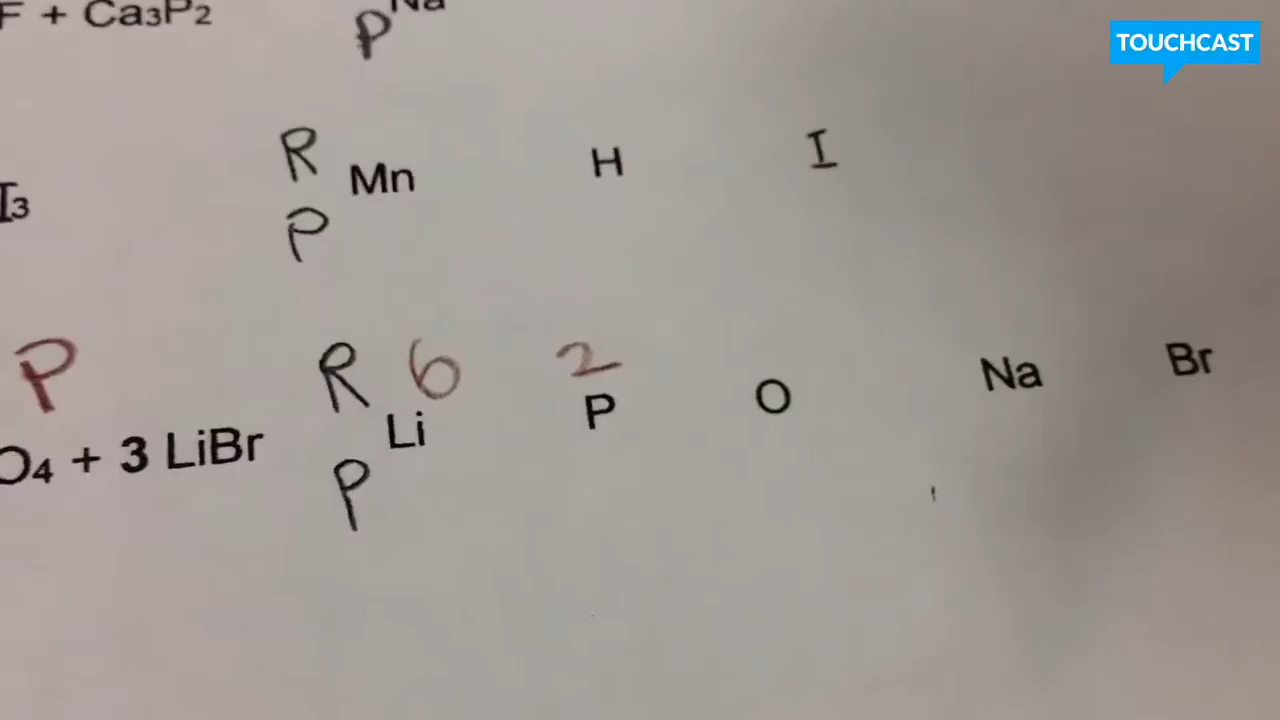 F + Ca₃P₂ P Na
TOUCHCAST
R Mn H I
I₃ P
P R 6 2
Li P O Na Br
O₄ + 3 LiBr P